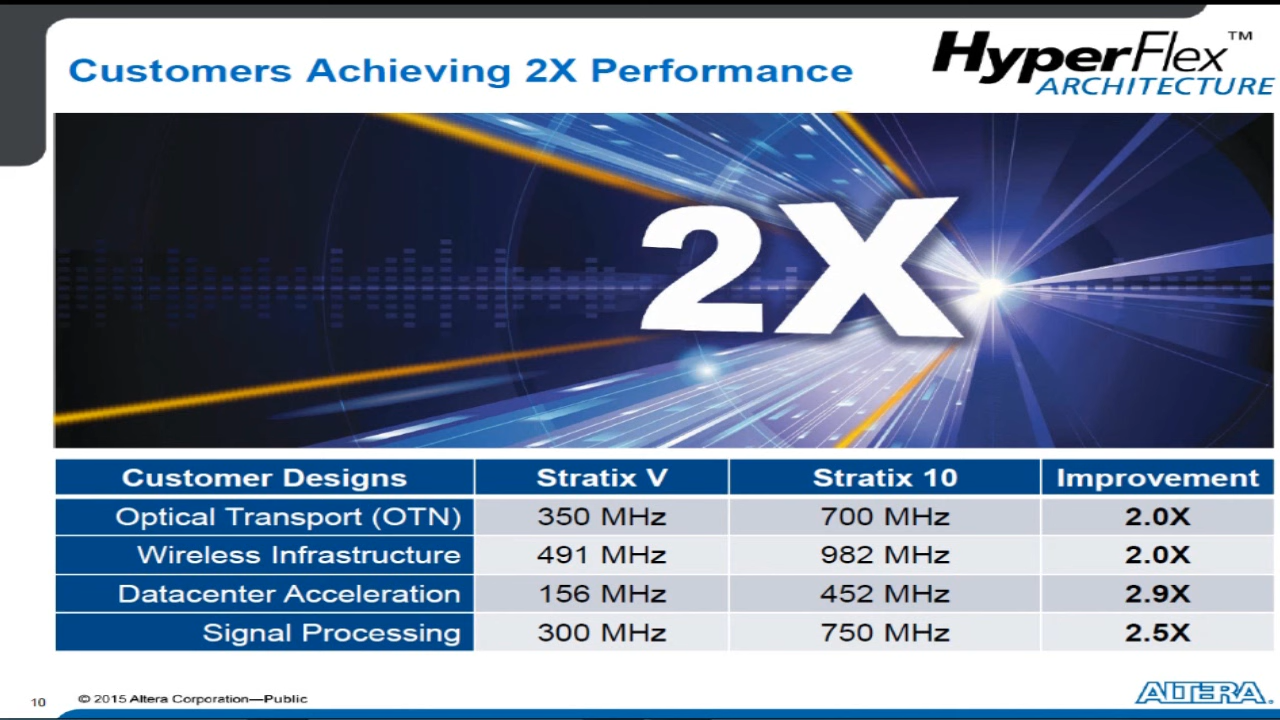 Customers Achieving 2X Performance
HyperFlex™
ARCHITECTURE
2X
Customer Designs Stratix V Stratix 10 Improvement
Optical Transport (OTN) 350 MHz 700 MHz 2.0X
Wireless Infrastructure 491 MHz 982 MHz 2.0X
Datacenter Acceleration 156 MHz 452 MHz 2.9X
Signal Processing 300 MHz 750 MHz 2.5X
10 © 2015 Altera Corporation—Public
ALTERA®